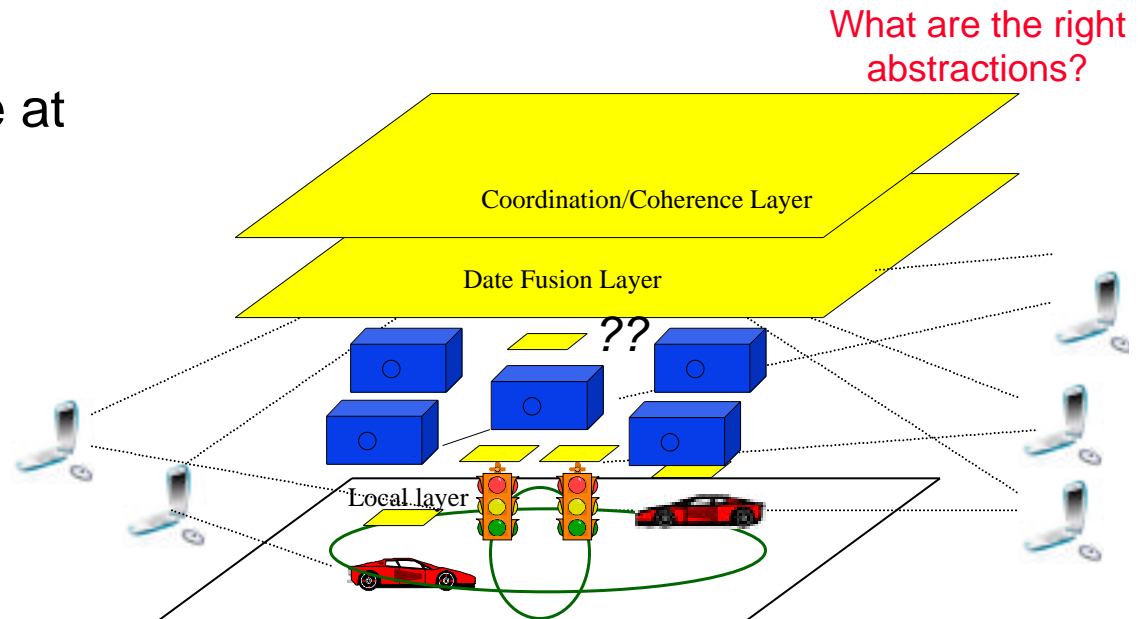 What are the right
abstractions?
e at
Coordination/Coherence Layer
Date Fusion Layer
??
Local layer